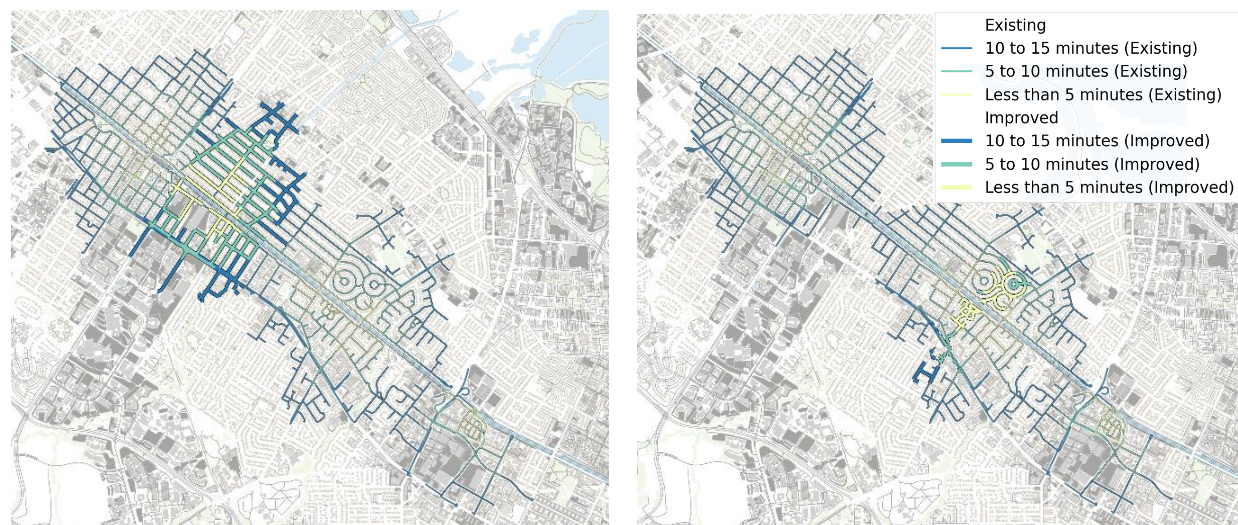 Existing
10 to 15 minutes (Existing)
5 to 10 minutes (Existing)
Less than 5 minutes (Existing)
Improved
10 to 15 minutes (Improved)
5 to 10 minutes (Improved)
Less than 5 minutes (Improved)